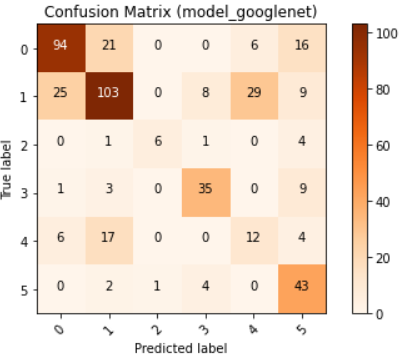 Confusion Matrix (model_googlenet)
0 94 21 0 0 6 16
1 25 103 0 8 29 9
2 0 1 6 1 0 4
3 1 3 0 35 0 9
4 6 17 0 0 12 4
5 0 2 1 4 0 43
0 1 2 3 4 5
True label
Predicted label
100
80
60
40
20
0